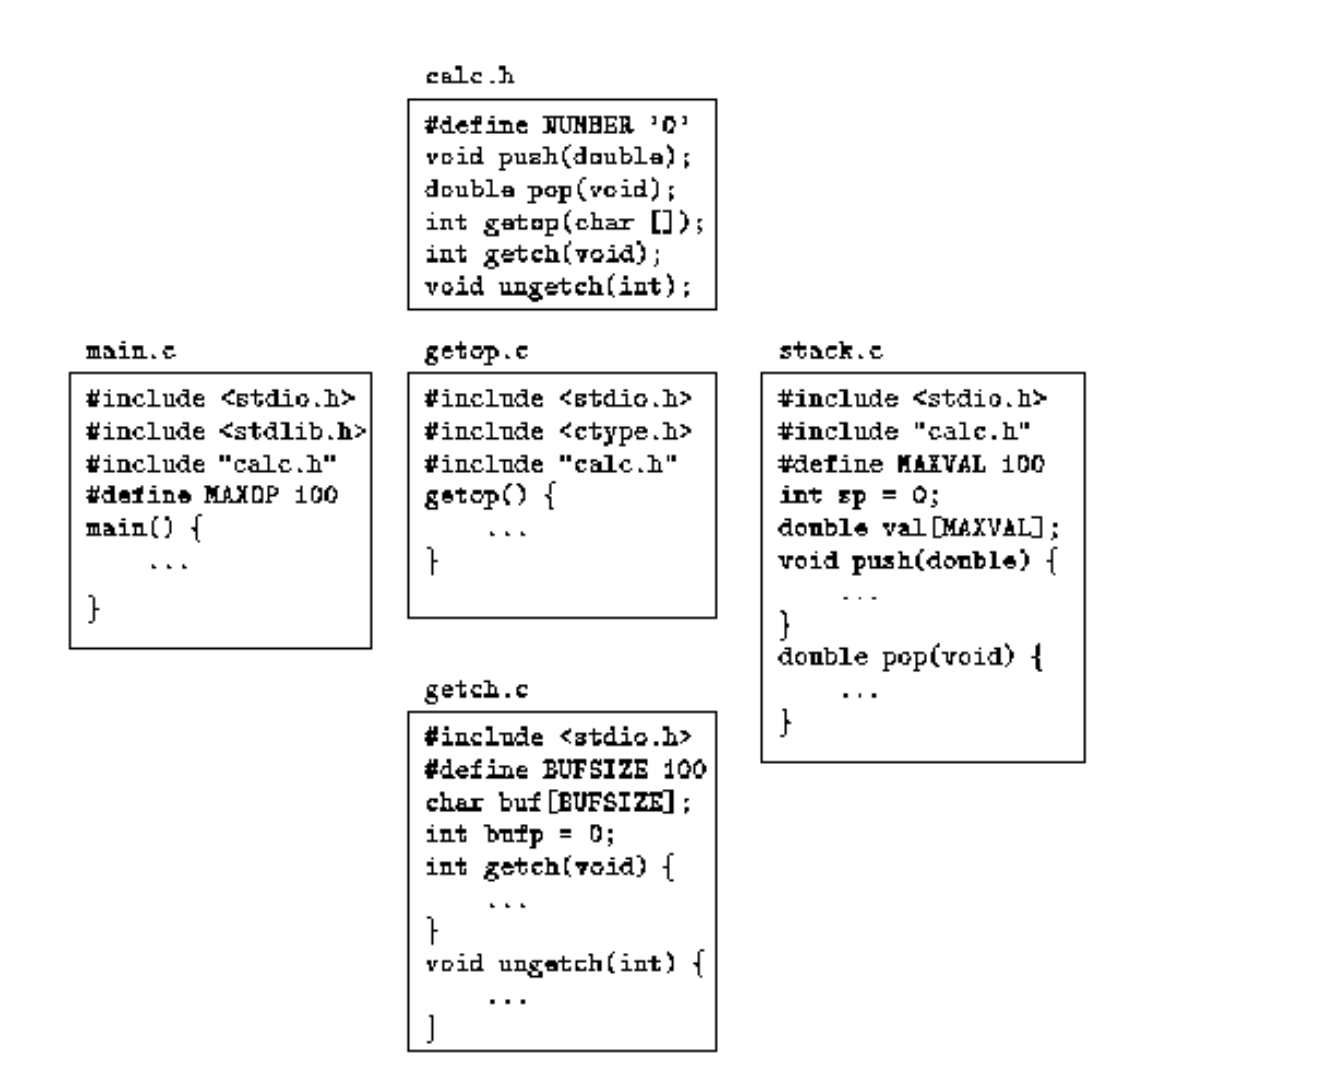 calc.h
#define NUMBER '0'
void push(double);
double pop(void);
int getop(char []);
int getch(void);
void ungetch(int);
main.c
#include <stdio.h>
#include <stdlib.h>
#include "calc.h"
#define MAXOP 100
main() {
...
}
getop.c
#include <stdio.h>
#include <ctype.h>
#include "calc.h"
getop() {
...
}
stack.c
#include <stdio.h>
#include "calc.h"
#define MAXVAL 100
int sp = 0;
double val[MAXVAL];
void push(double) {
...
}
double pop(void) {
...
}
getch.c
#include <stdio.h>
#define BUFSIZE 100
char buf[BUFSIZE];
int bufp = 0;
int getch(void) {
...
}
void ungetch(int) {
...
}